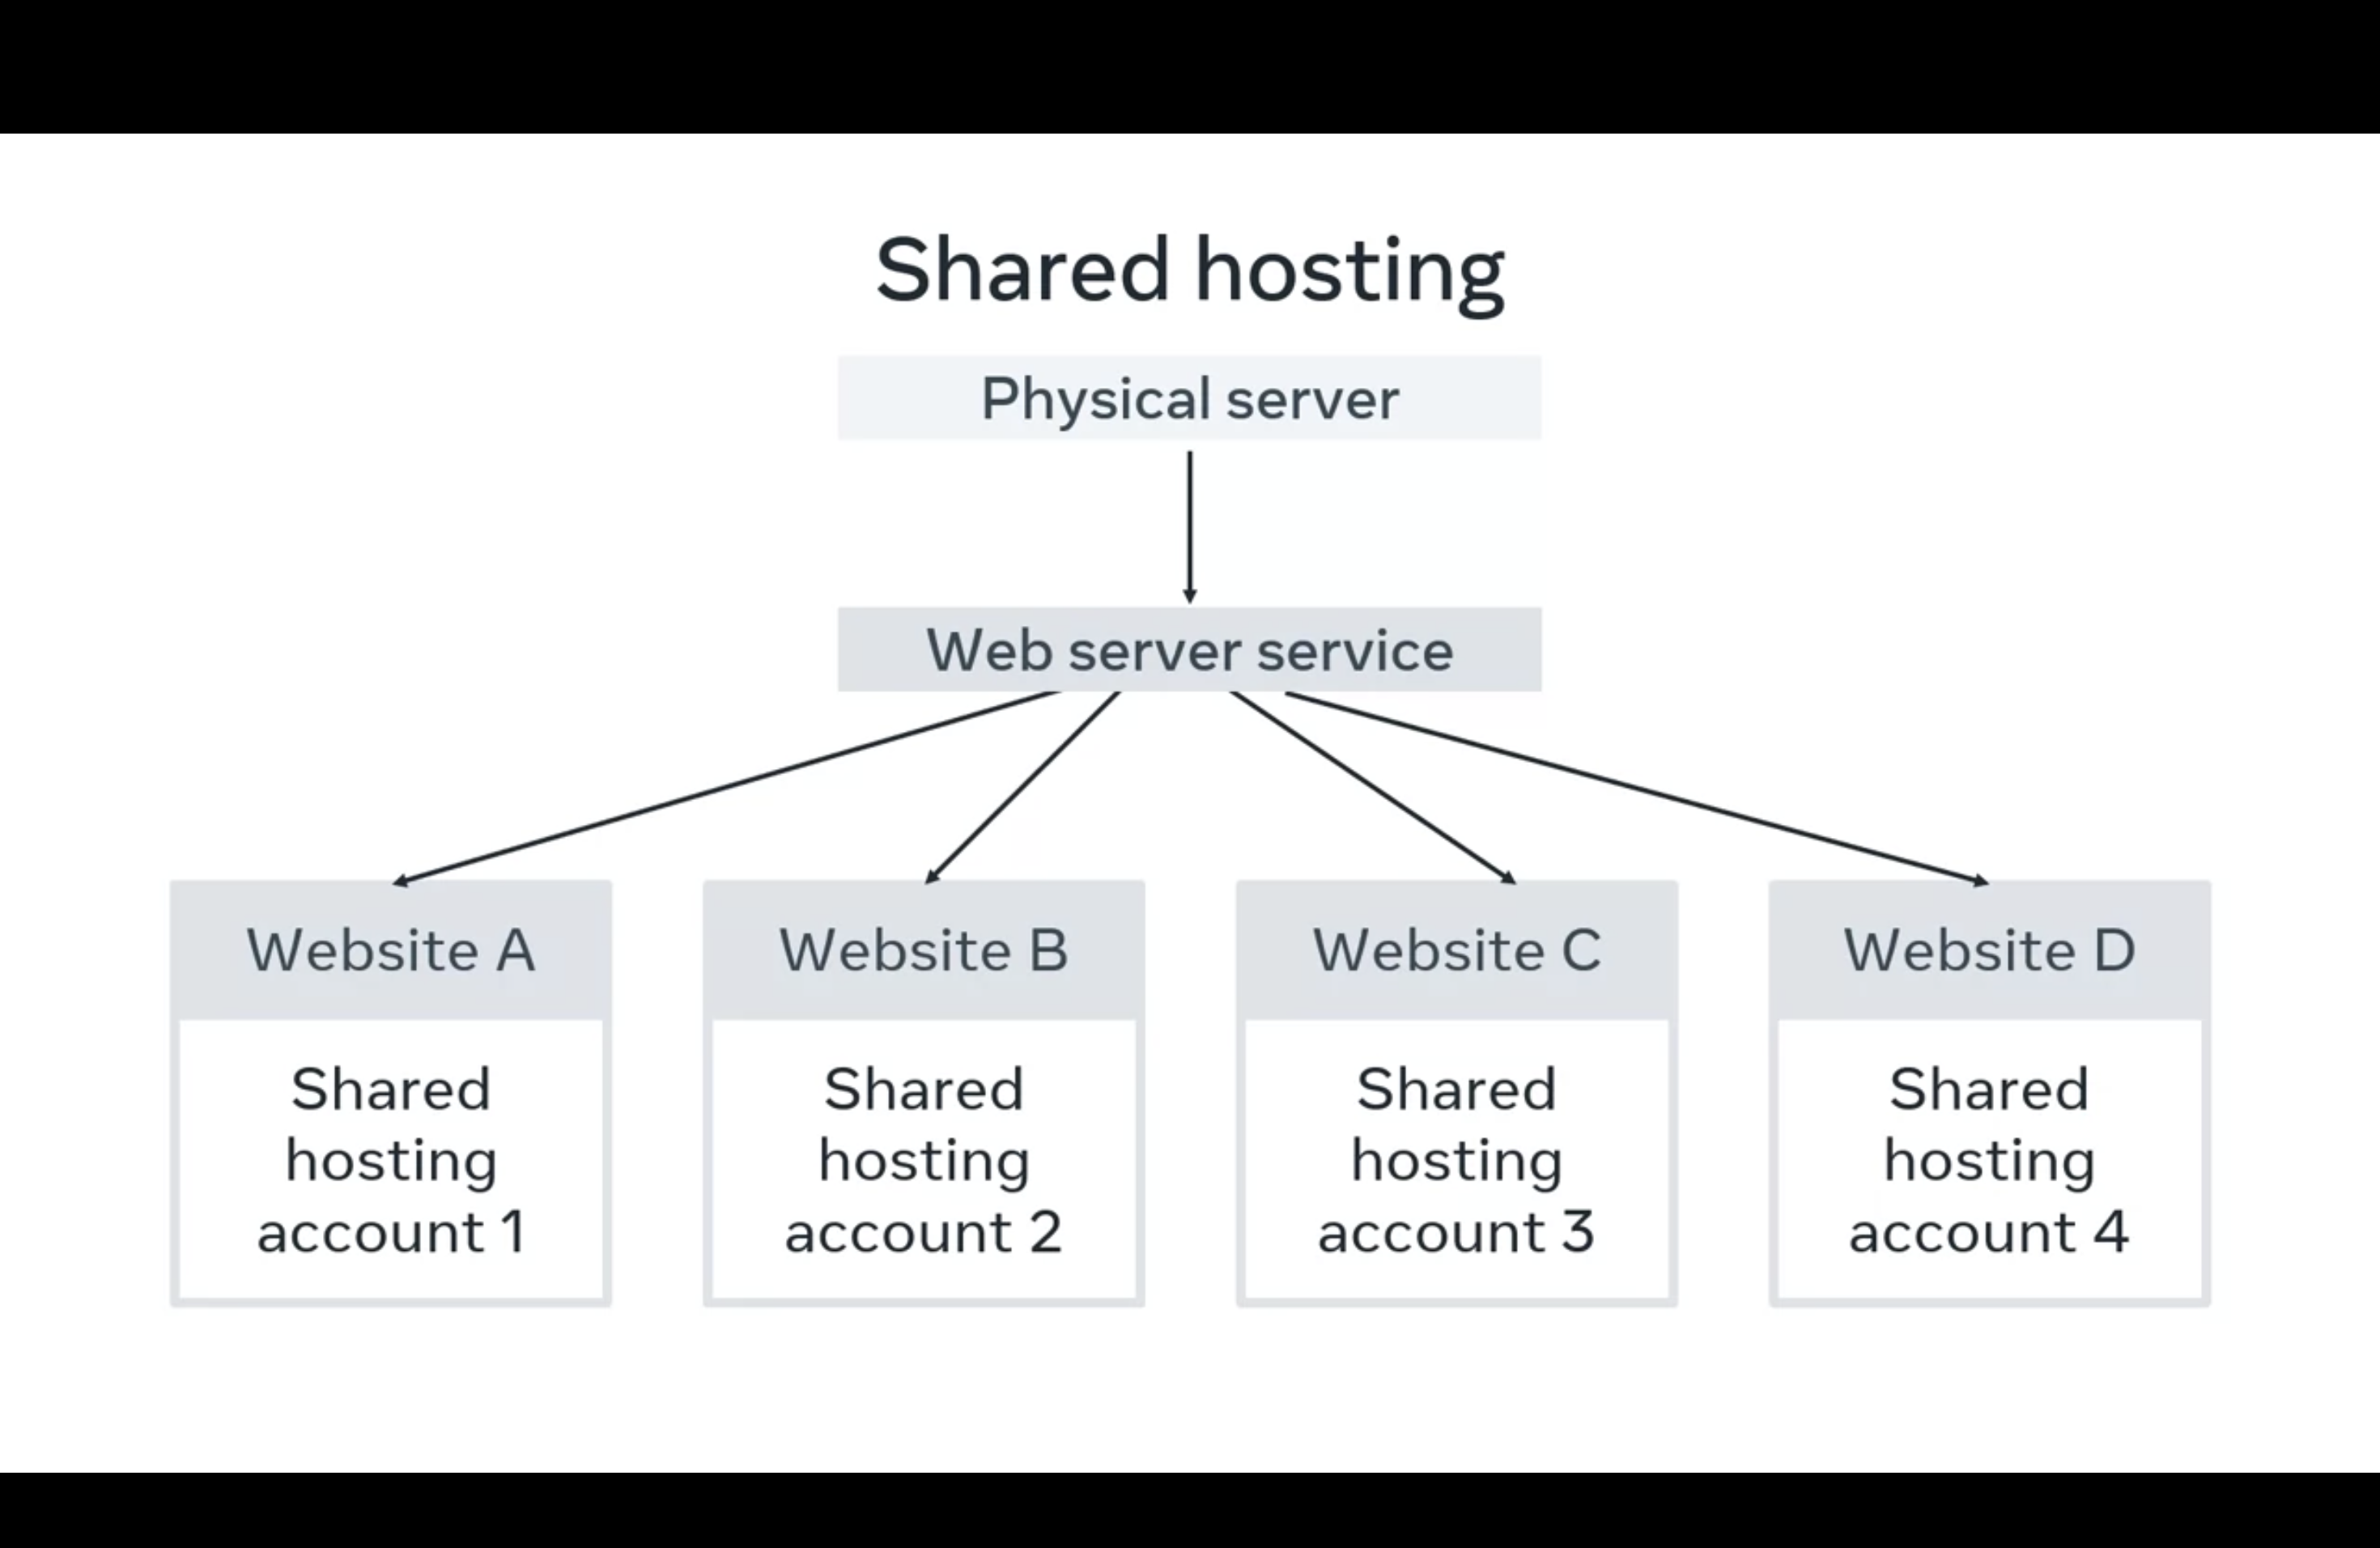 Shared hosting
Physical server
Web server service
Website A
Shared
hosting
account 1
Website B
Shared
hosting
account 2
Website C
Shared
hosting
account 3
Website D
Shared
hosting
account 4